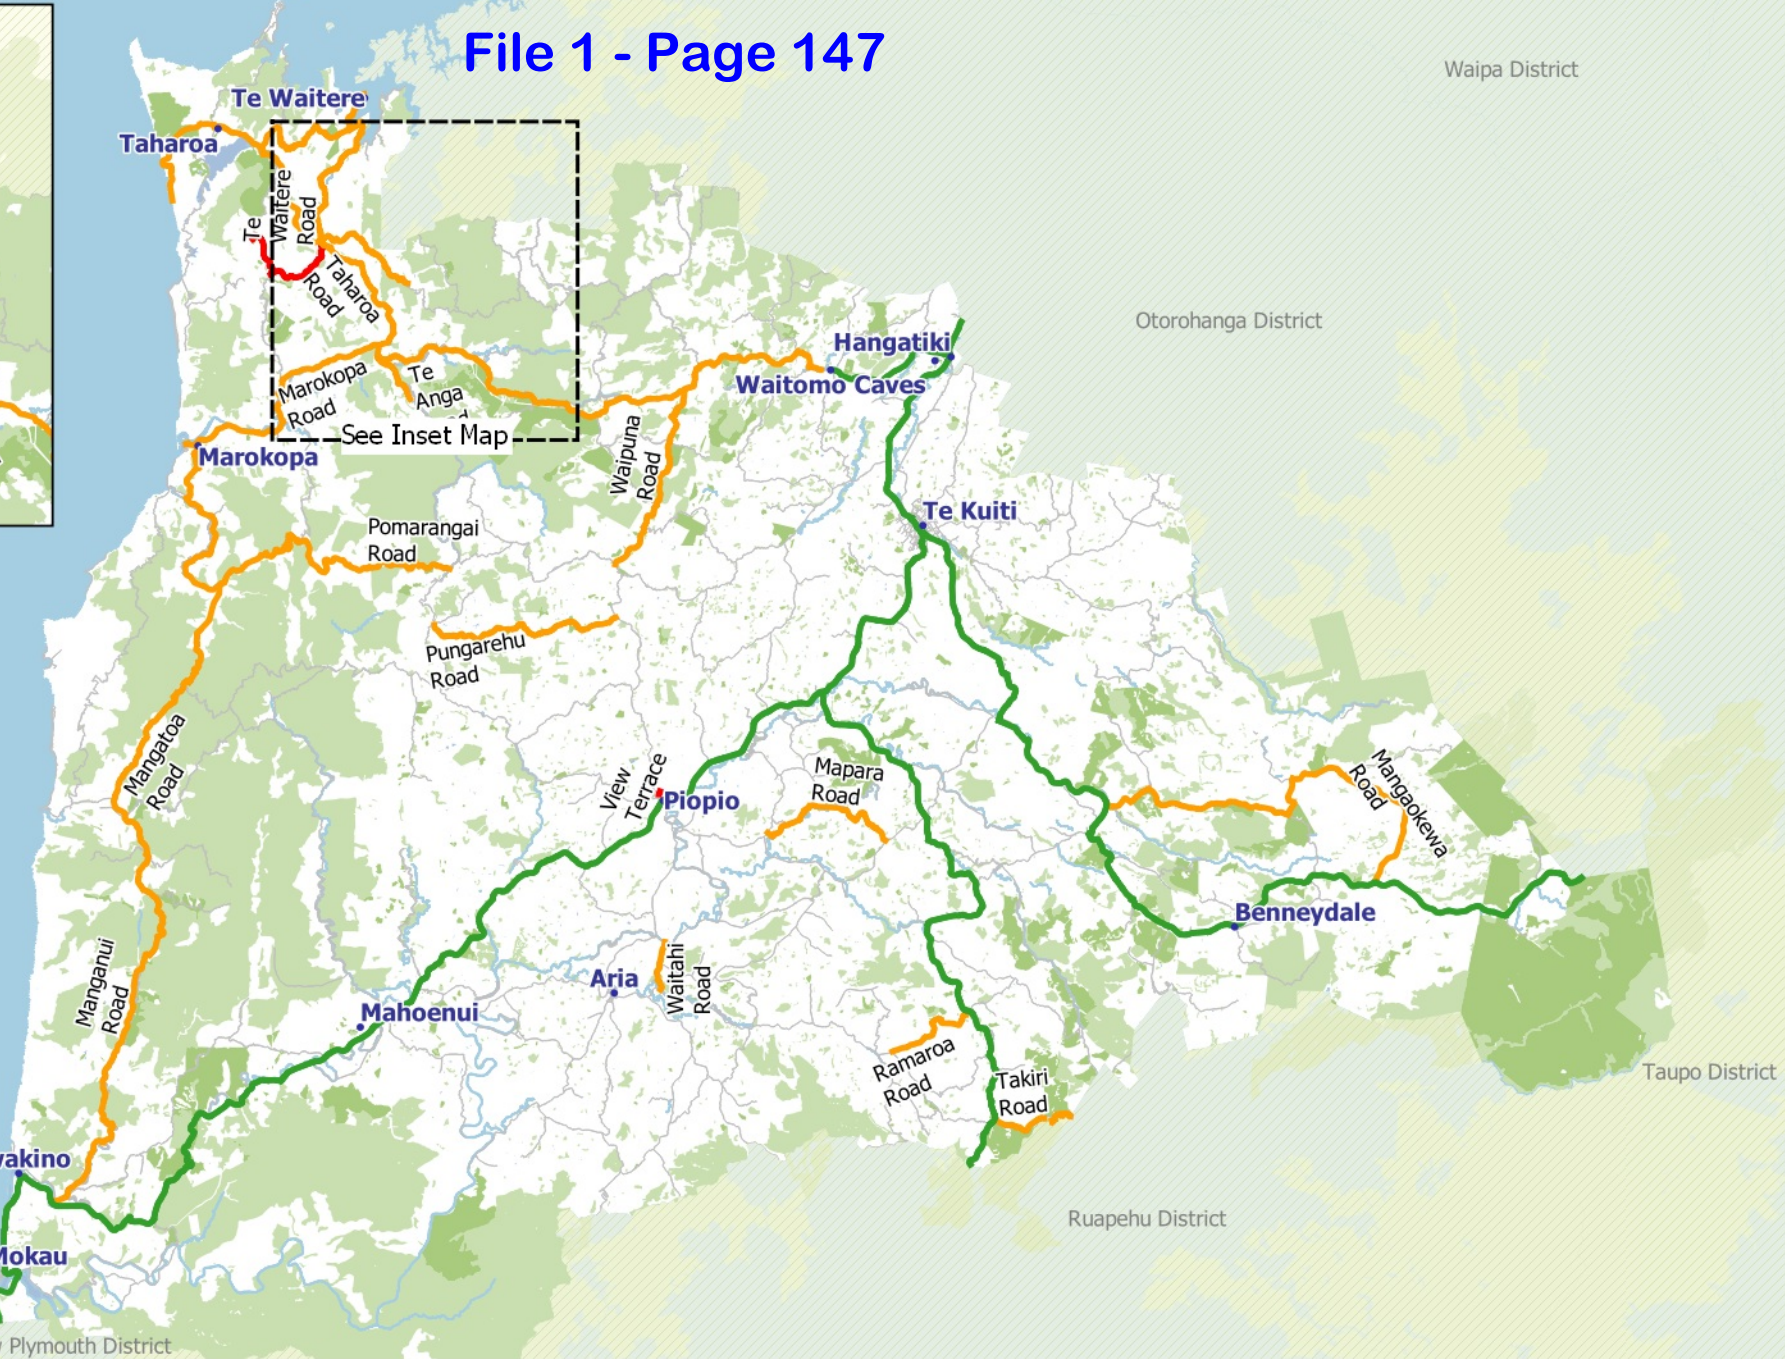 File 1 - Page 147
Waipa District
Te Waitere
Taharoa
Te
Waitere
Road
Taharoa
Road
Otorohanga District
Hangatiki
Waitomo Caves
Marokopa
Road
Te
Anga
See Inset Map
Marokopa
Waipuna
Road
Te Kuiti
Pomarangai
Road
Pungarehu
Road
Mangatoa
Road
View
Terrace
Piopio
Mapara
Road
Mangaokewa
Road
Benneydale
Manganui
Road
Aria
Waitahi
Road
Mahoenui
Ramaroa
Road
Takiri
Road
Taupo District
vakino
Ruapehu District
Mokau
Plymouth District